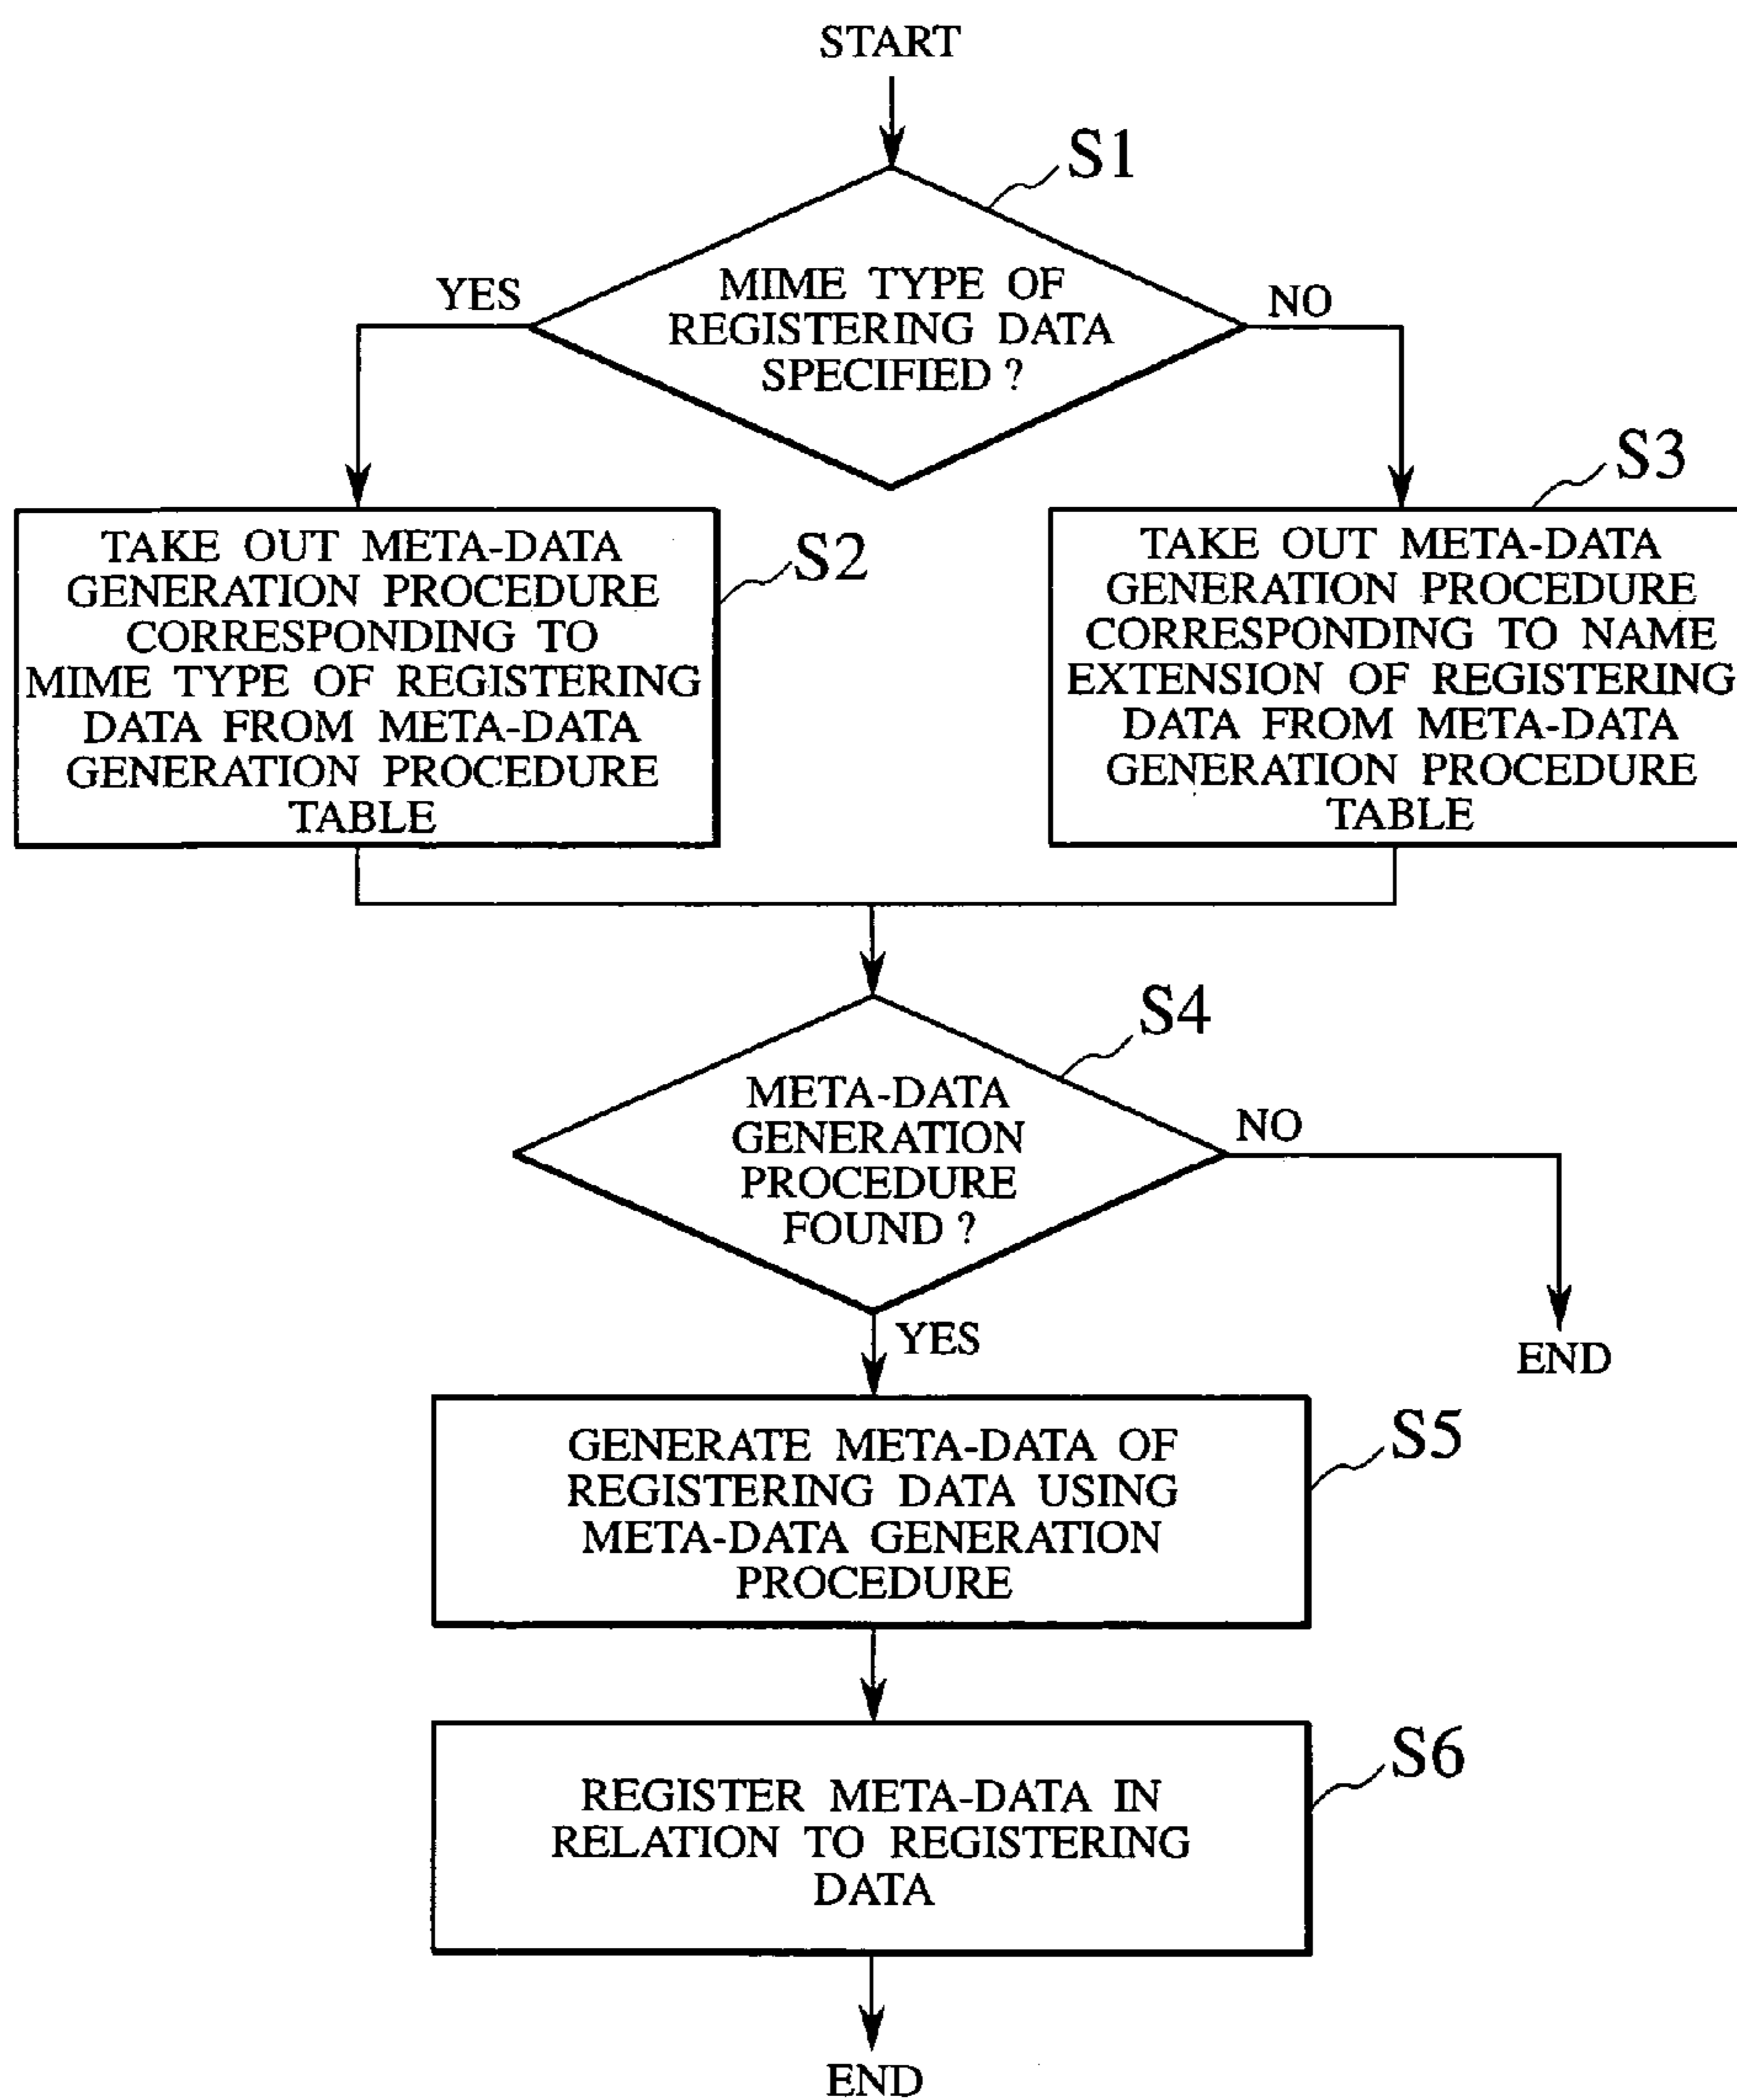 START
S1
MIME TYPE OF
REGISTERING DATA
SPECIFIED ?
YES
NO
S2
TAKE OUT META-DATA
GENERATION PROCEDURE
CORRESPONDING TO
MIME TYPE OF REGISTERING
DATA FROM META-DATA
GENERATION PROCEDURE
TABLE
S3
TAKE OUT META-DATA
GENERATION PROCEDURE
CORRESPONDING TO NAME
EXTENSION OF REGISTERING
DATA FROM META-DATA
GENERATION PROCEDURE
TABLE
S4
META-DATA
GENERATION
PROCEDURE
FOUND ?
NO
END
YES
S5
GENERATE META-DATA OF
REGISTERING DATA USING
META-DATA GENERATION
PROCEDURE
S6
REGISTER META-DATA IN
RELATION TO REGISTERING
DATA
END